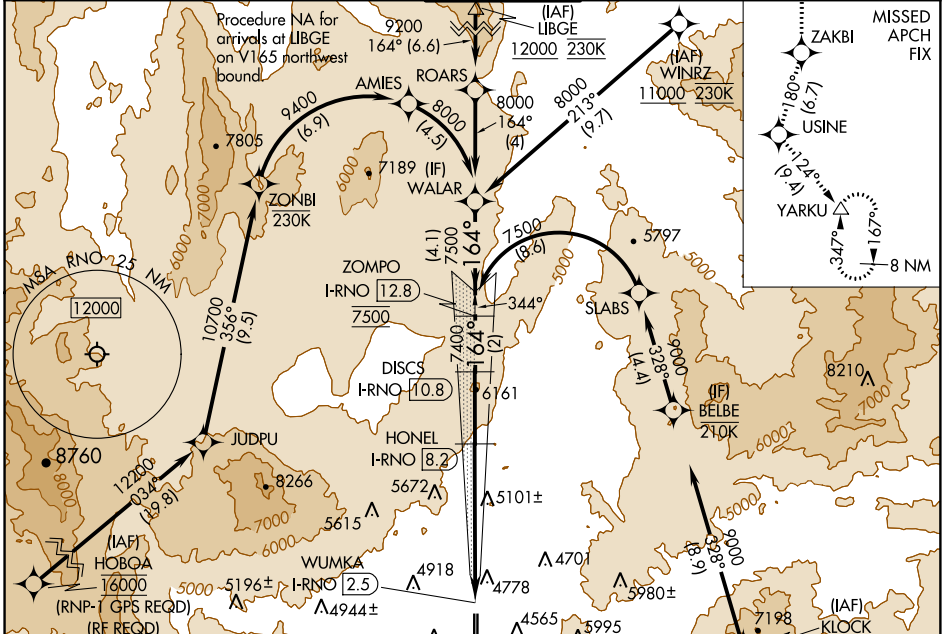 Procedure NA for
arrivals at LIBGE
on V165 northwest
bound.
9200
164° (6.6)
(IAF)
LIBGE
12000 230K
(IAF)
WINRZ
11000 230K
MISSED
APCH
FIX
ZAKBI
180°
(6.7)
USINE
124°
(9.4)
YARKU
347°
167°
8 NM
AMIES
ROARS
9400
(6.9)
8000
(4.5)
8000
164°
(4)
8000
213°
(9.7)
7805
7189
6000
(IF)
WALAR
ZONBI
230K
7000
6000
(4.1)
7500
164°
7500
(8.6)
5797
5000
5000
MSA RNO 25 NM
12000
ZOMPO
I-RNO 12.8
7500
344°
SLABS
10700
356°
(9.5)
7400
164°
(2)
DISCS
I-RNO 10.8
6161
9000
328°
(4.4)
8210
7000
(IF)
BELBE
210K
6000
JUDPU
HONEL
I-RNO 8.2
8760
8000
12200
034°
(19.8)
8266
7000
6000
5672
5615
5101±
5000
(IAF)
HOBOA
16000
(RNP-1 GPS REQD)
(RF REQD)
WUMKA
I-RNO 2.5
4918
4778
4701
9000
328°
(8.9)
5000
5196±
5000
4944±
5980±
4565
5995
7198
(IAF)
KLOCK